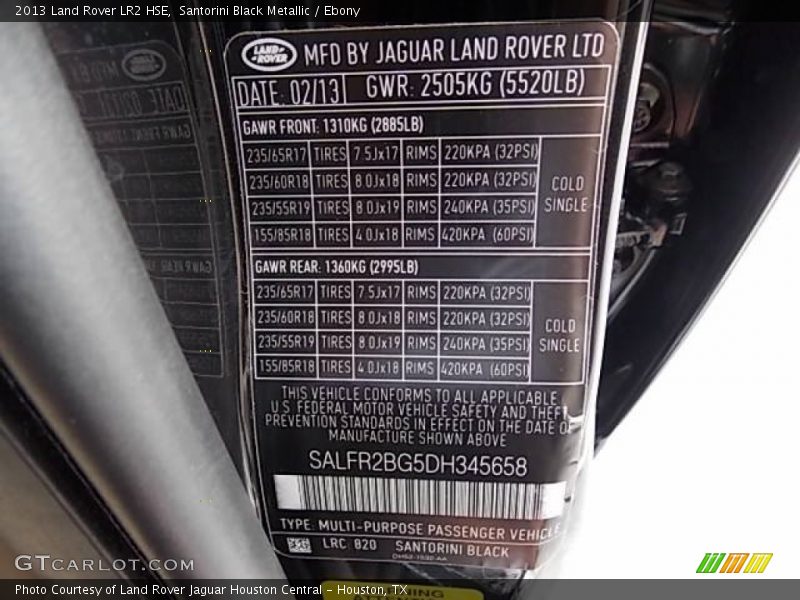 2013 Land Rover LR2 HSE, Santorini Black Metallic / Ebony
LAND-ROVER MFD BY JAGUAR LAND ROVER LTD
DATE: 02/13 GWR: 2505KG (5520LB)
GAWR FRONT: 1310KG (2885LB)
235/65R17 TIRES 7.5Jx17 RIMS 220KPA (32PSI)
235/60R18 TIRES 8.0Jx18 RIMS 220KPA (32PSI)
235/55R19 TIRES 8.0Jx19 RIMS 240KPA (35PSI)
155/85R18 TIRES 4.0Jx18 RIMS 420KPA (60PSI)
COLD
SINGLE
GAWR REAR: 1360KG (2995LB)
235/65R17 TIRES 7.5Jx17 RIMS 220KPA (32PSI)
235/60R18 TIRES 8.0Jx18 RIMS 220KPA (32PSI)
235/55R19 TIRES 8.0Jx19 RIMS 240KPA (35PSI)
155/85R18 TIRES 4.0Jx18 RIMS 420KPA (60PSI)
COLD
SINGLE
THIS VEHICLE CONFORMS TO ALL APPLICABLE
U.S. FEDERAL MOTOR VEHICLE SAFETY AND THEFT
PREVENTION STANDARDS IN EFFECT ON THE DATE OF
MANUFACTURE SHOWN ABOVE
SALFR2BG5DH345658
TYPE: MULTI-PURPOSE PASSENGER VEHICLE
LRC 820 SANTORINI BLACK
GTCarLot.com
Photo Courtesy of Land Rover Jaguar Houston Central - Houston, TX